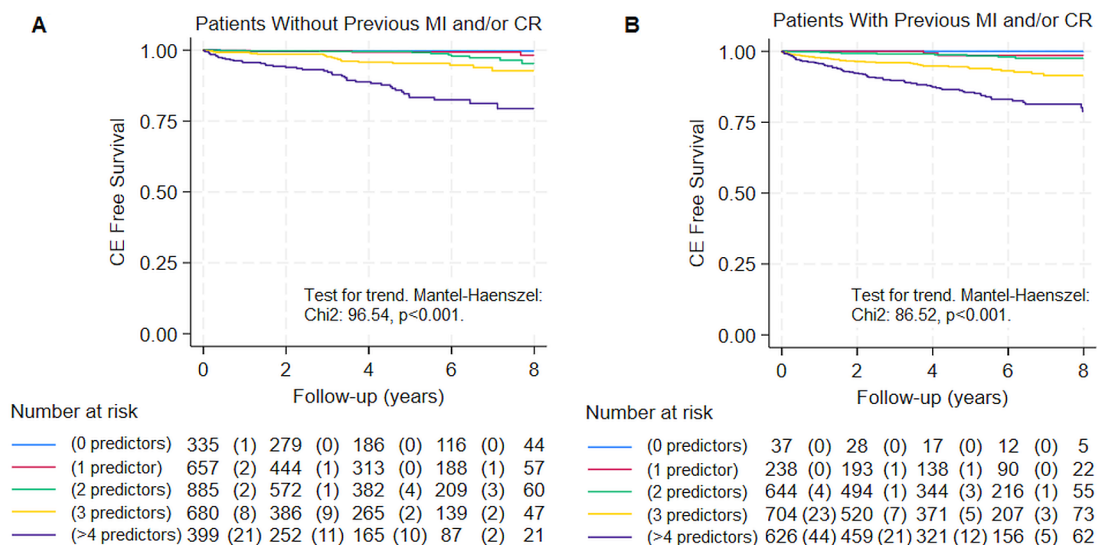 A
Patients Without Previous MI and/or CR
1.00
0.75
0.50
0.25
0.00
CE Free Survival
Test for trend. Mantel-Haenszel:
Chi2: 96.54, p<0.001.
0 2 4 6 8
Follow-up (years)
Number at risk
(0 predictors) 335 (1) 279 (0) 186 (0) 116 (0) 44
(1 predictor) 657 (2) 444 (1) 313 (0) 188 (1) 57
(2 predictors) 885 (2) 572 (1) 382 (4) 209 (3) 60
(3 predictors) 680 (8) 386 (9) 265 (2) 139 (2) 47
(>4 predictors) 399 (21) 252 (11) 165 (10) 87 (2) 21
B
Patients With Previous MI and/or CR
1.00
0.75
0.50
0.25
0.00
CE Free Survival
Test for trend. Mantel-Haenszel:
Chi2: 86.52, p<0.001.
0 2 4 6 8
Follow-up (years)
Number at risk
(0 predictors) 37 (0) 28 (0) 17 (0) 12 (0) 5
(1 predictor) 238 (0) 193 (1) 138 (1) 90 (0) 22
(2 predictors) 644 (4) 494 (1) 344 (3) 216 (1) 55
(3 predictors) 704 (23) 520 (7) 371 (5) 207 (3) 73
(>4 predictors) 626 (44) 459 (21) 321 (12) 156 (5) 62